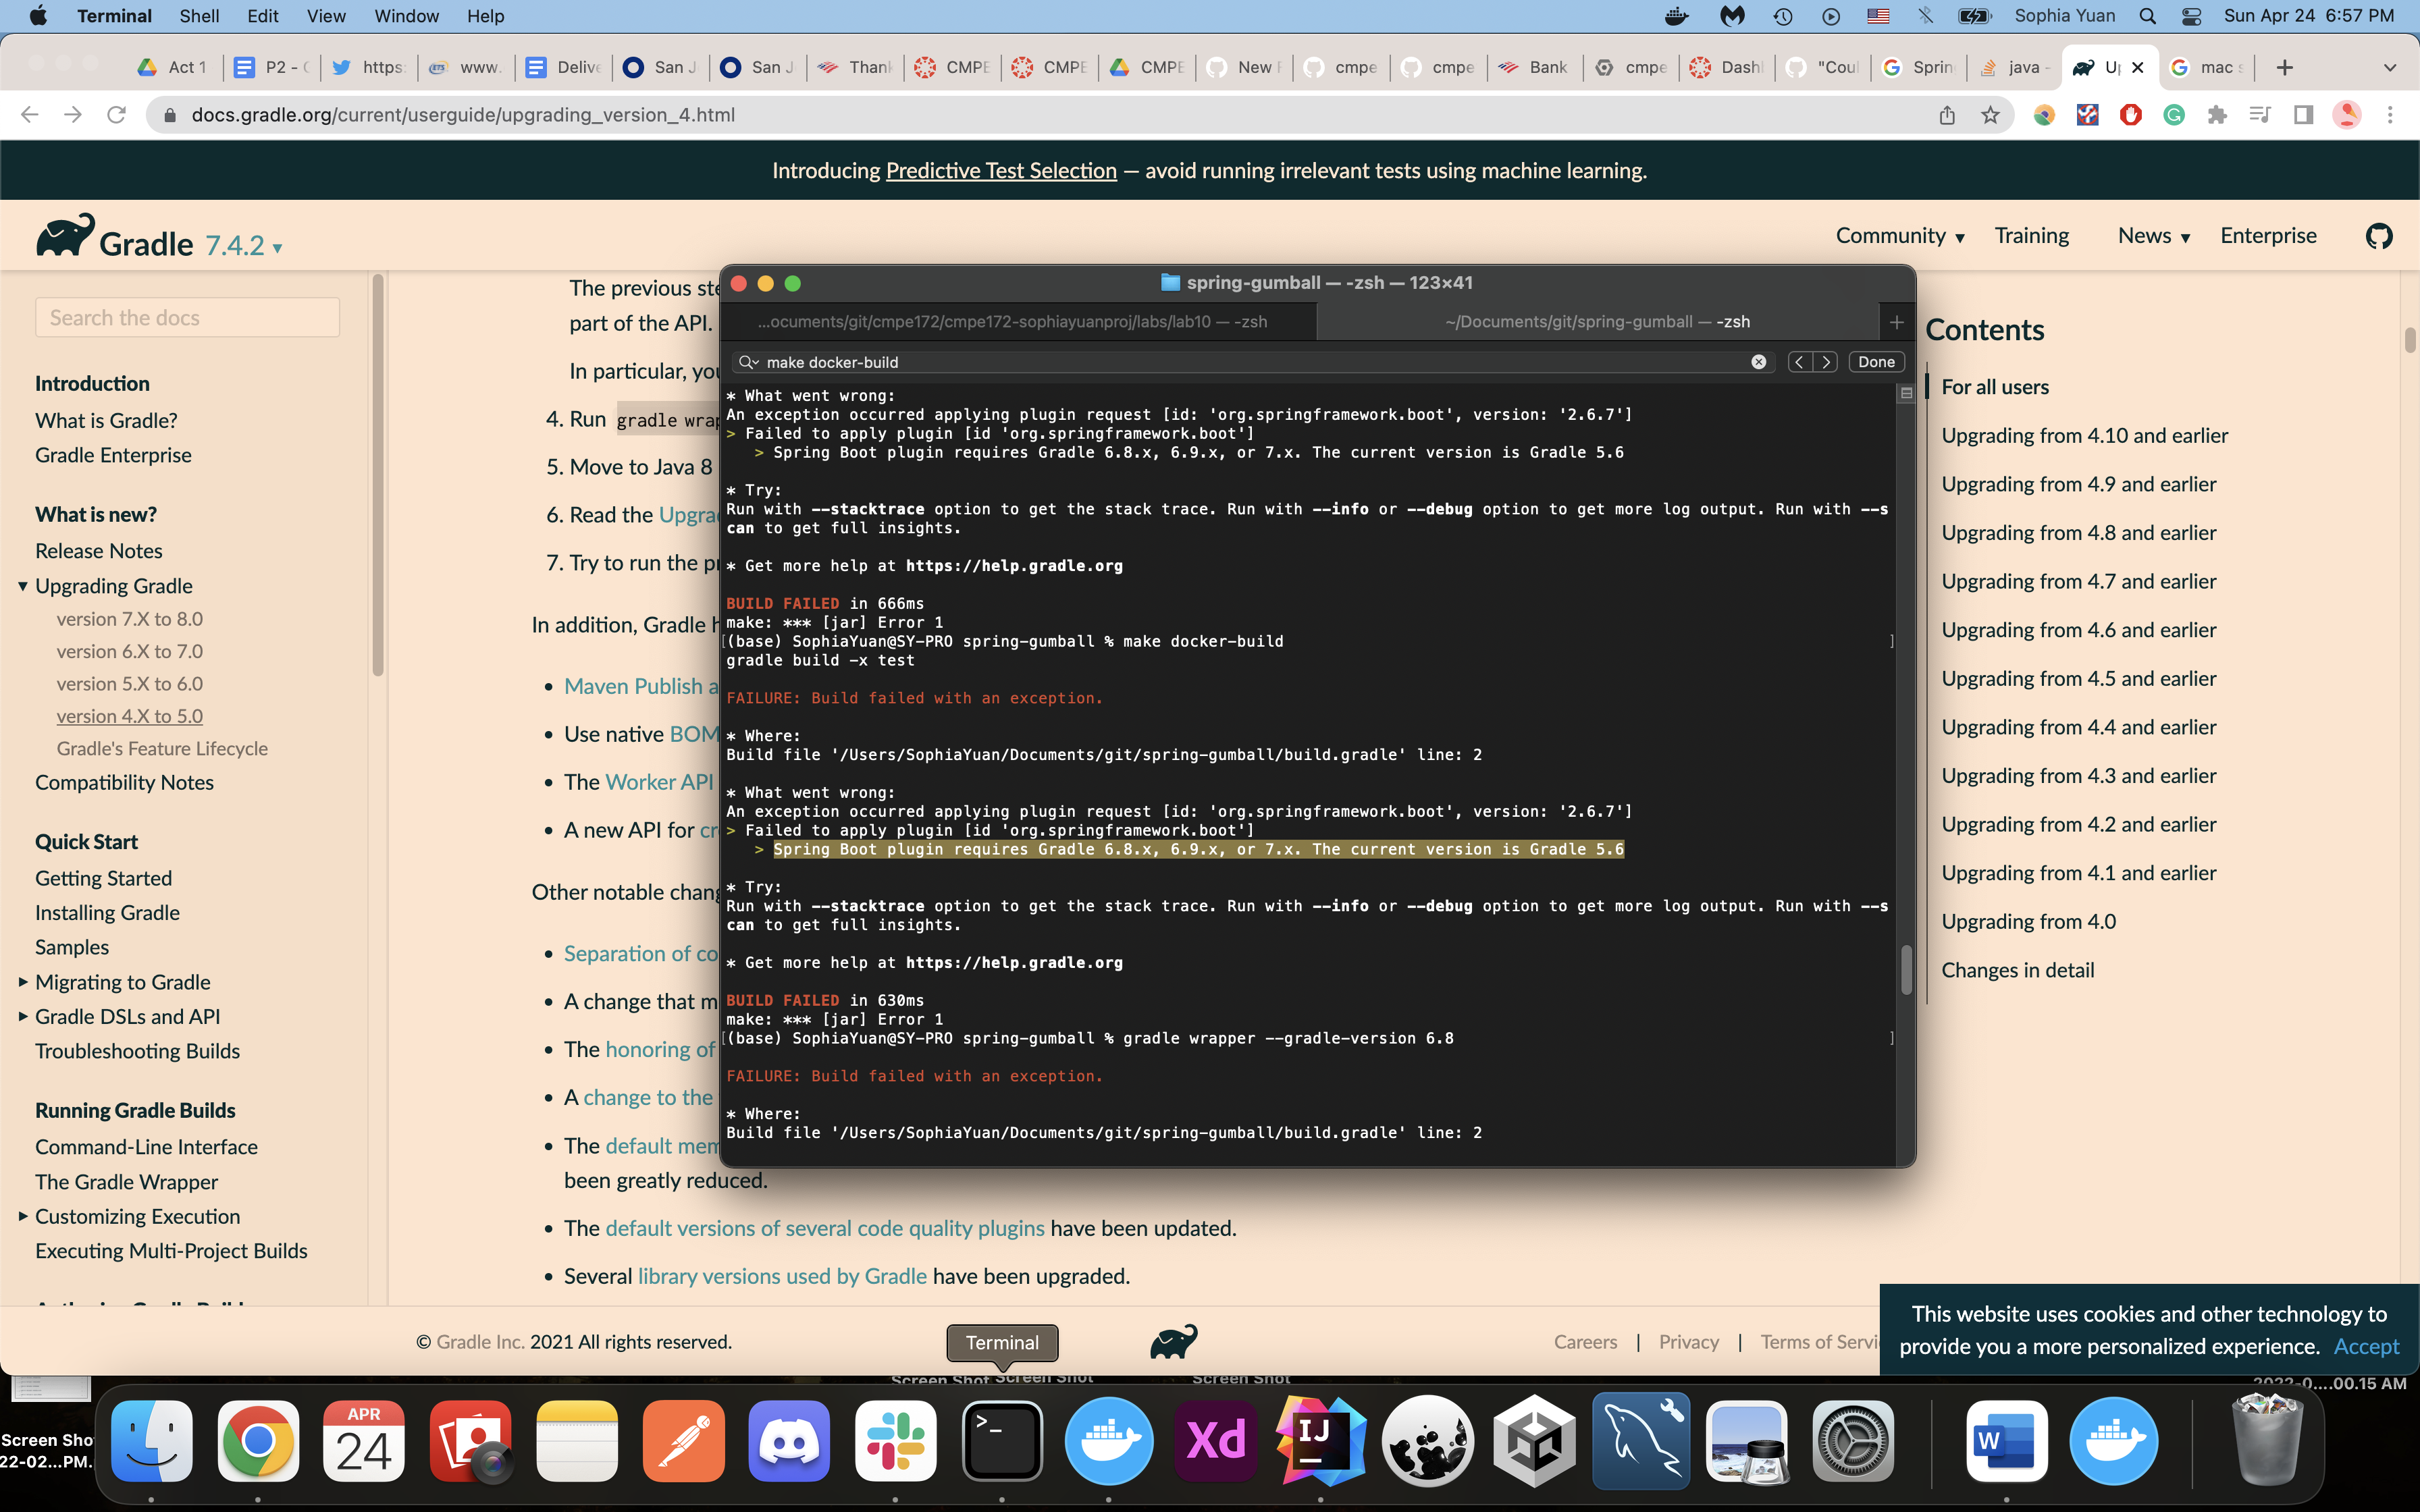 Terminal Shell Edit View Window Help
Sophia Yuan Sun Apr 24 6:57 PM
Act 1 P2 - https: www. Delive San J San J Than CMPE CMPE CMPE New cmpe cmpe Bank cmpe Dash "Coul Sprin java - U mac s
docs.gradle.org/current/userguide/upgrading_version_4.html
Introducing Predictive Test Selection — avoid running irrelevant tests using machine learning.
Gradle 7.4.2
Community Training News Enterprise
Search the docs
Introduction
What is Gradle?
Gradle Enterprise
What is new?
Release Notes
Upgrading Gradle
version 7.X to 8.0
version 6.X to 7.0
version 5.X to 6.0
version 4.X to 5.0
Gradle's Feature Lifecycle
Compatibility Notes
Quick Start
Getting Started
Installing Gradle
Samples
Migrating to Gradle
Gradle DSLs and API
Troubleshooting Builds
Running Gradle Builds
Command-Line Interface
The Gradle Wrapper
Customizing Execution
Executing Multi-Project Builds
The previous ste
part of the API.
In particular, you
4. Run gradle wrap
5. Move to Java 8
6. Read the Upgra
7. Try to run the pr
In addition, Gradle h
Maven Publish a
Use native BOM
The Worker API
A new API for cr
Other notable chang
Separation of co
A change that m
The honoring of
A change to the
The default mem
been greatly reduced.
The default versions of several code quality plugins have been updated.
Several library versions used by Gradle have been upgraded.
spring-gumball — -zsh — 123×41
...ocuments/git/cmpe172/cmpe172-sophiayuanproj/labs/lab10 — -zsh
~/Documents/git/spring-gumball — -zsh
make docker-build
Done
* What went wrong:
An exception occurred applying plugin request [id: 'org.springframework.boot', version: '2.6.7']
> Failed to apply plugin [id 'org.springframework.boot']
> Spring Boot plugin requires Gradle 6.8.x, 6.9.x, or 7.x. The current version is Gradle 5.6
* Try:
Run with --stacktrace option to get the stack trace. Run with --info or --debug option to get more log output. Run with --s
can to get full insights.
* Get more help at https://help.gradle.org
BUILD FAILED in 666ms
make: *** [jar] Error 1
[(base) SophiaYuan@SY-PRO spring-gumball % make docker-build ]
gradle build -x test
FAILURE: Build failed with an exception.
* Where:
Build file '/Users/SophiaYuan/Documents/git/spring-gumball/build.gradle' line: 2
* What went wrong:
An exception occurred applying plugin request [id: 'org.springframework.boot', version: '2.6.7']
> Failed to apply plugin [id 'org.springframework.boot']
> Spring Boot plugin requires Gradle 6.8.x, 6.9.x, or 7.x. The current version is Gradle 5.6
* Try:
Run with --stacktrace option to get the stack trace. Run with --info or --debug option to get more log output. Run with --s
can to get full insights.
* Get more help at https://help.gradle.org
BUILD FAILED in 630ms
make: *** [jar] Error 1
[(base) SophiaYuan@SY-PRO spring-gumball % gradle wrapper --gradle-version 6.8 ]
FAILURE: Build failed with an exception.
* Where:
Build file '/Users/SophiaYuan/Documents/git/spring-gumball/build.gradle' line: 2
Contents
For all users
Upgrading from 4.10 and earlier
Upgrading from 4.9 and earlier
Upgrading from 4.8 and earlier
Upgrading from 4.7 and earlier
Upgrading from 4.6 and earlier
Upgrading from 4.5 and earlier
Upgrading from 4.4 and earlier
Upgrading from 4.3 and earlier
Upgrading from 4.2 and earlier
Upgrading from 4.1 and earlier
Upgrading from 4.0
Changes in detail
© Gradle Inc. 2021 All rights reserved.
Careers | Privacy | Terms of Servi
This website uses cookies and other technology to
provide you a more personalized experience. Accept
Terminal
Screen Shot Screen Shot Screen Shot
00.15 AM
Screen Sho
22-02...PM.
APR
24
>_
Xd
IJ
W